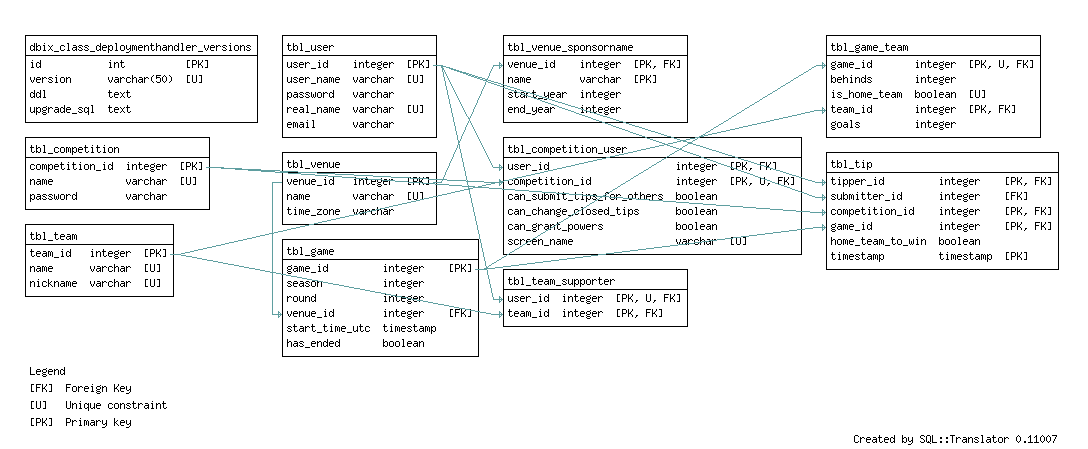 dbix_class_deploymenthandler_versions
id int [PK]
version varchar(50) [U]
ddl text
upgrade_sql text
tbl_competition
competition_id integer [PK]
name varchar [U]
password varchar
tbl_team
team_id integer [PK]
name varchar [U]
nickname varchar [U]
tbl_user
user_id integer [PK]
user_name varchar [U]
password varchar
real_name varchar [U]
email varchar
tbl_venue
venue_id integer [PK]
name varchar [U]
time_zone varchar
tbl_game
game_id integer [PK]
season integer
round integer
venue_id integer [FK]
start_time_utc timestamp
has_ended boolean
tbl_venue_sponsorname
venue_id integer [PK, FK]
name varchar [PK]
start_year integer
end_year integer
tbl_competition_user
user_id integer [PK, FK]
competition_id integer [PK, U, FK]
can_submit_tips_for_others boolean
can_change_closed_tips boolean
can_grant_powers boolean
screen_name varchar [U]
tbl_team_supporter
user_id integer [PK, U, FK]
team_id integer [PK, FK]
tbl_game_team
game_id integer [PK, U, FK]
behinds integer
is_home_team boolean [U]
team_id integer [PK, FK]
goals integer
tbl_tip
tipper_id integer [PK, FK]
submitter_id integer [FK]
competition_id integer [PK, FK]
game_id integer [PK, FK]
home_team_to_win boolean
timestamp timestamp [PK]
Legend
[FK] Foreign Key
[U] Unique constraint
[PK] Primary key
Created by SQL::Translator 0.11007